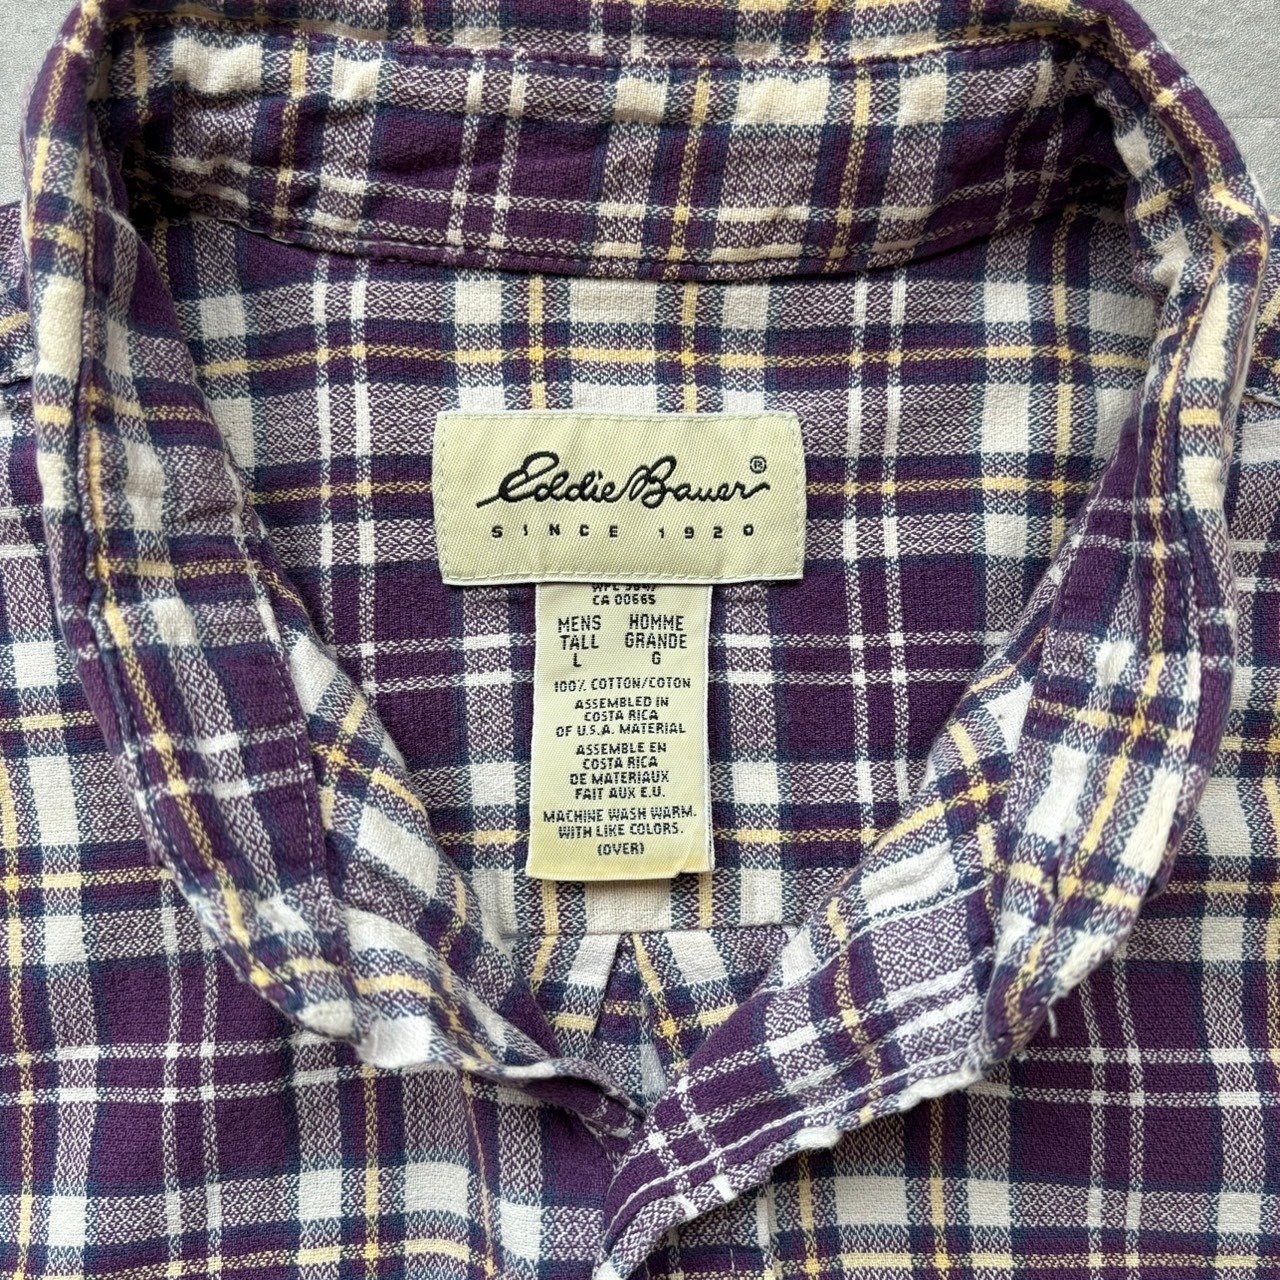 Eddie Bauer®
SINCE 1920
CA 00665
MENS HOMME
TALL GRANDE
L G
100% COTTON/COTON
ASSEMBLED IN
COSTA RICA
OF U.S.A. MATERIAL
ASSEMBLE EN
COSTA RICA
DE MATERIAUX
FAIT AUX E.U.
MACHINE WASH WARM.
WITH LIKE COLORS.
(OVER)